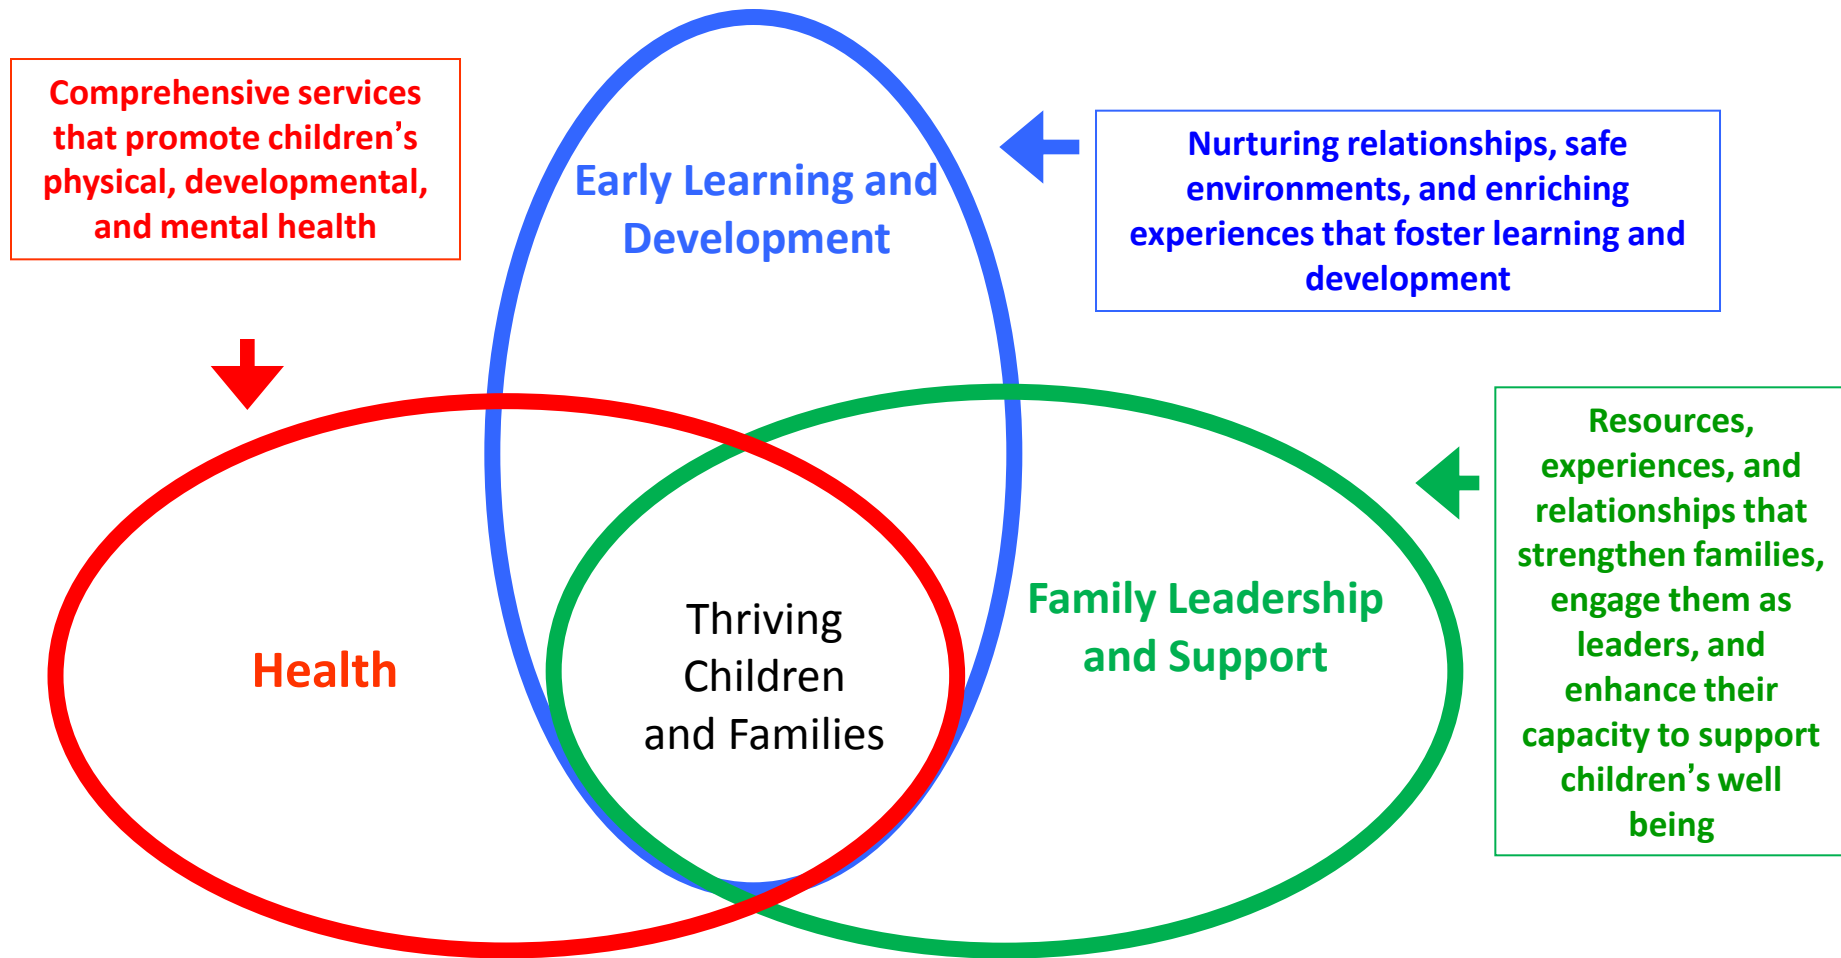 Comprehensive services
that promote children’s
physical, developmental,
and mental health
Early Learning and
Development
Nurturing relationships, safe
environments, and enriching
experiences that foster learning and
development
Health
Thriving
Children
and Families
Family Leadership
and Support
Resources,
experiences, and
relationships that
strengthen families,
engage them as
leaders, and
enhance their
capacity to support
children’s well
being